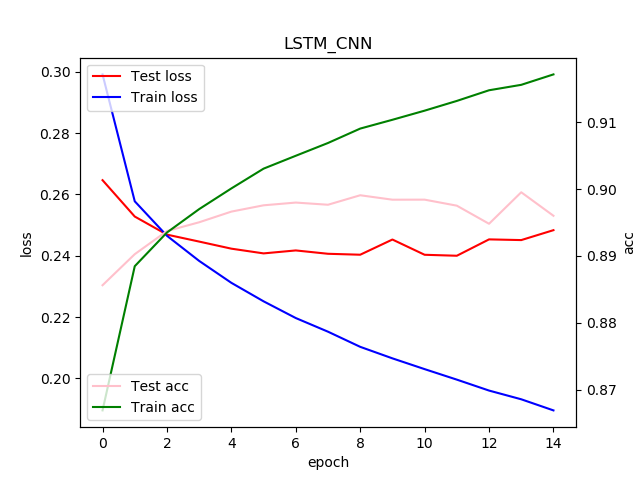 LSTM_CNN
Test loss
Train loss
Test acc
Train acc
0.30
0.28
0.26
0.24
0.22
0.20
loss
0.91
0.90
0.89
0.88
0.87
acc
0 2 4 6 8 10 12 14
epoch